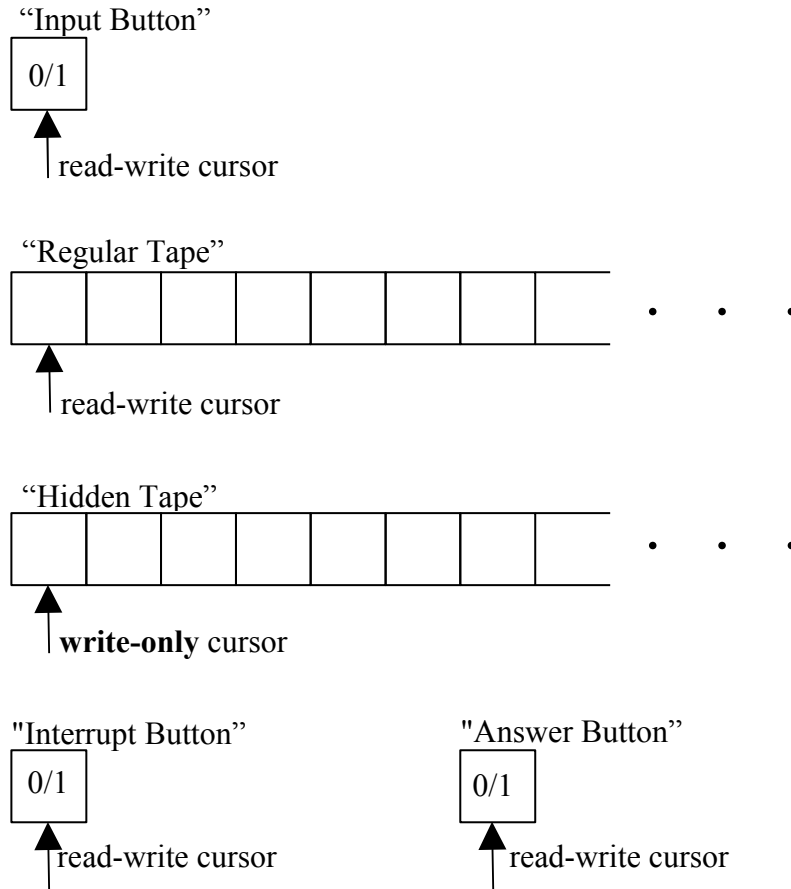 “Input Button”
0/1
read-write cursor
“Regular Tape”
read-write cursor
“Hidden Tape”
write-only cursor
"Interrupt Button” "Answer Button”
0/1 0/1
read-write cursor read-write cursor